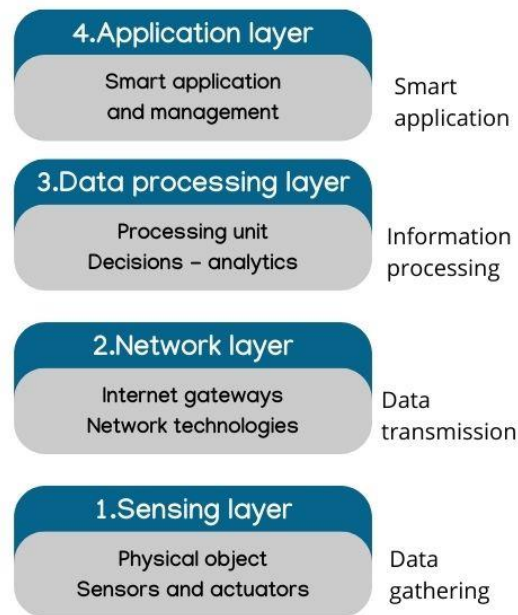 4.Application layer
Smart application
and management
Smart
application
3.Data processing layer
Processing unit
Decisions – analytics
Information
processing
2.Network layer
Internet gateways
Network technologies
Data
transmission
1.Sensing layer
Physical object
Sensors and actuators
Data
gathering